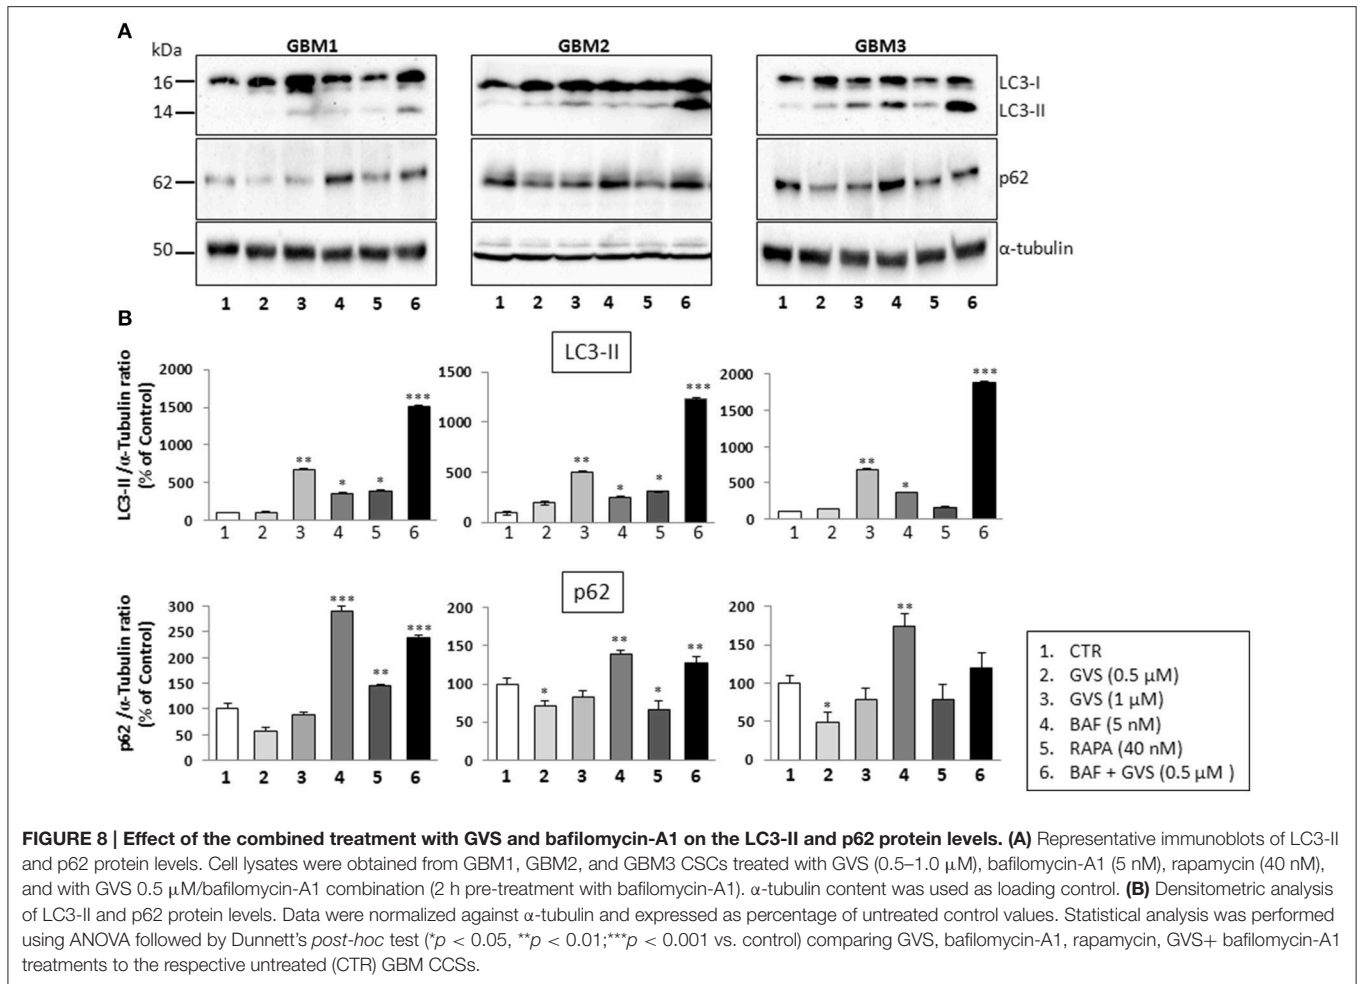 A
kDa
GBM1
GBM2
GBM3
16
14
LC3-I
LC3-II
62
p62
50
α-tubulin
1 2 3 4 5 6
1 2 3 4 5 6
1 2 3 4 5 6
B
LC3-II
LC3-II /α-Tubulin ratio
(% of Control)
2000
1500
1000
500
0
** * * ***
1 2 3 4 5 6
1500
1000
500
0
** * * ***
1 2 3 4 5 6
2000
1500
1000
500
0
** * ***
1 2 3 4 5 6
p62
p62 /α-Tubulin ratio
(% of Control)
300
250
200
150
100
50
0
*** ** ***
1 2 3 4 5 6
200
150
100
50
0
* ** * **
1 2 3 4 5 6
200
150
100
50
0
* **
1 2 3 4 5 6
1. CTR
2. GVS (0.5 µM)
3. GVS (1 µM)
4. BAF (5 nM)
5. RAPA (40 nM)
6. BAF + GVS (0.5 µM )
FIGURE 8 | Effect of the combined treatment with GVS and bafilomycin-A1 on the LC3-II and p62 protein levels. (A) Representative immunoblots of LC3-II
and p62 protein levels. Cell lysates were obtained from GBM1, GBM2, and GBM3 CSCs treated with GVS (0.5–1.0 µM), bafilomycin-A1 (5 nM), rapamycin (40 nM),
and with GVS 0.5 µM/bafilomycin-A1 combination (2 h pre-treatment with bafilomycin-A1). α-tubulin content was used as loading control. (B) Densitometric analysis
of LC3-II and p62 protein levels. Data were normalized against α-tubulin and expressed as percentage of untreated control values. Statistical analysis was performed
using ANOVA followed by Dunnett's post-hoc test (*p < 0.05, **p < 0.01;***p < 0.001 vs. control) comparing GVS, bafilomycin-A1, rapamycin, GVS+ bafilomycin-A1
treatments to the respective untreated (CTR) GBM CCSs.